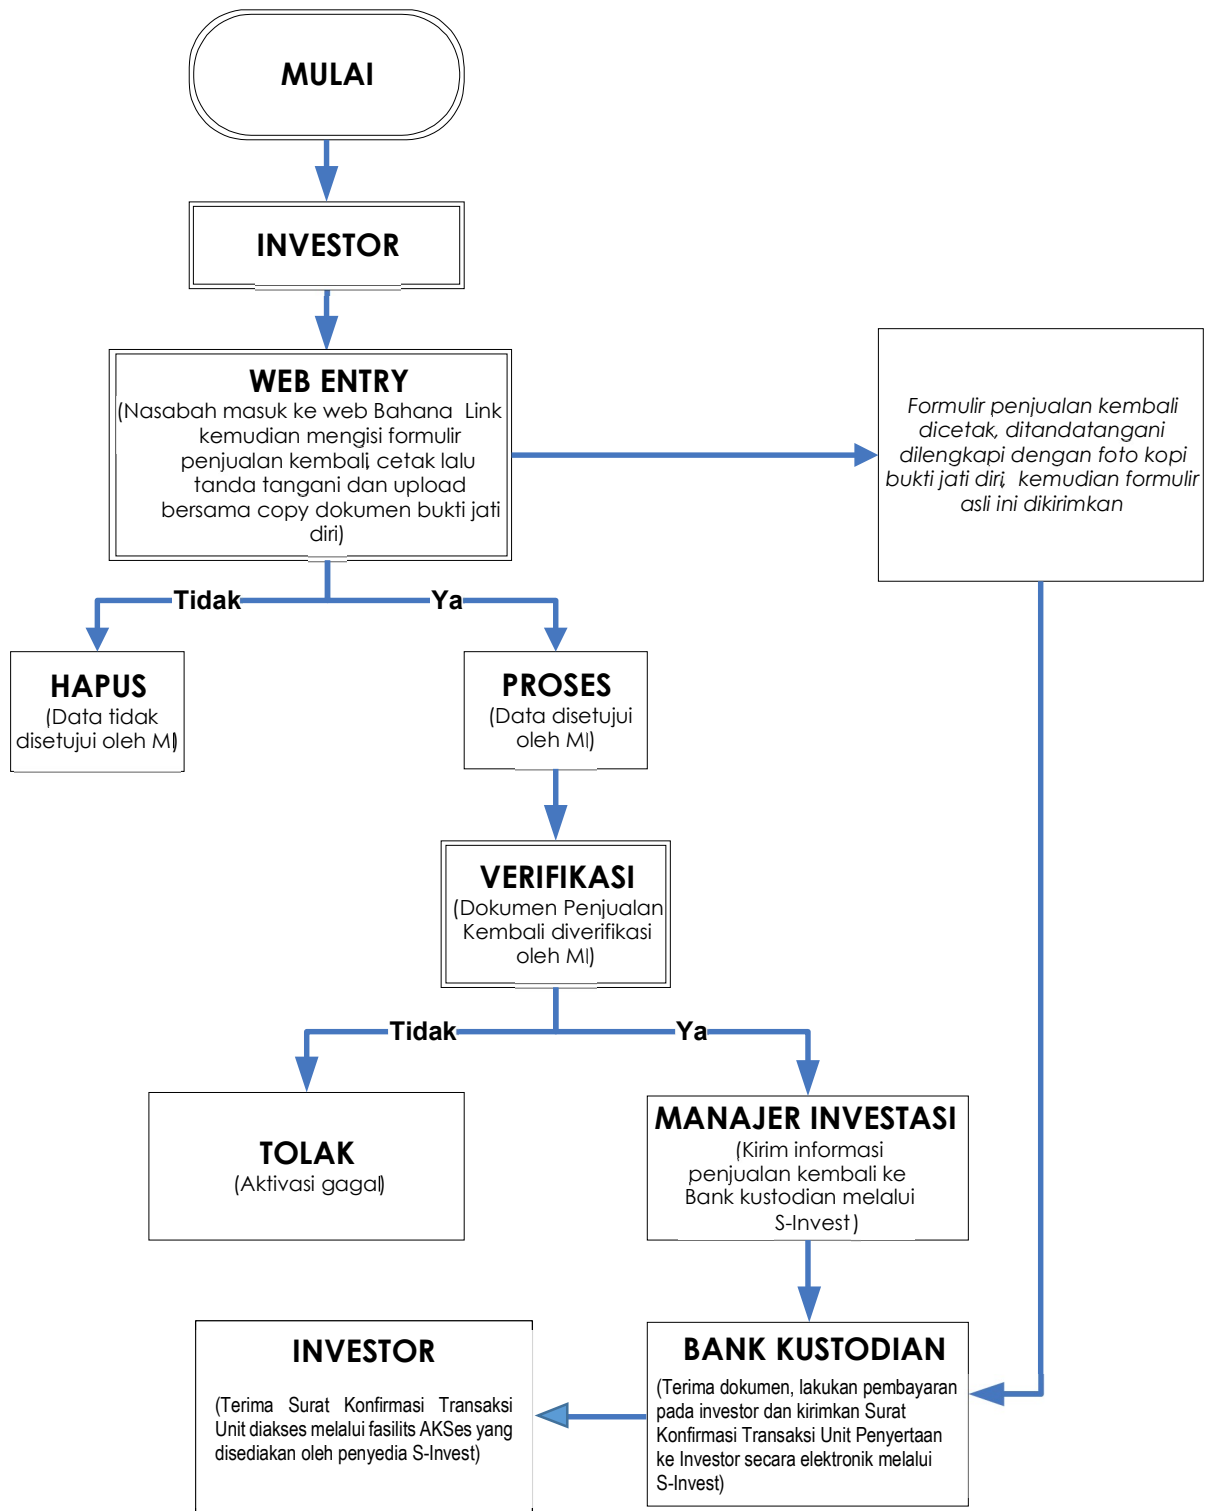 MULAI
INVESTOR
WEB ENTRY
(Nasabah masuk ke web Bahana Link
kemudian mengisi formulir
penjualan kembali, cetak lalu
tanda tangani dan upload
bersama copy dokumen bukti jati
diri)
Formulir penjualan kembali
dicetak, ditandatangani
dilengkapi dengan foto kopi
bukti jati diri, kemudian formulir
asli ini dikirimkan
Tidak
Ya
HAPUS
(Data tidak
disetujui oleh MI)
PROSES
(Data disetujui
oleh MI)
VERIFIKASI
(Dokumen Penjualan
Kembali diverifikasi
oleh MI)
Tidak
Ya
TOLAK
(Aktivasi gagal)
MANAJER INVESTASI
(Kirim informasi
penjualan kembali ke
Bank kustodian melalui
S-Invest)
INVESTOR
(Terima Surat Konfirmasi Transaksi
Unit diakses melalui fasilits AKSes yang
disediakan oleh penyedia S-Invest)
BANK KUSTODIAN
(Terima dokumen, lakukan pembayaran
pada investor dan kirimkan Surat
Konfirmasi Transaksi Unit Penyertaan
ke Investor secara elektronik melalui
S-Invest)